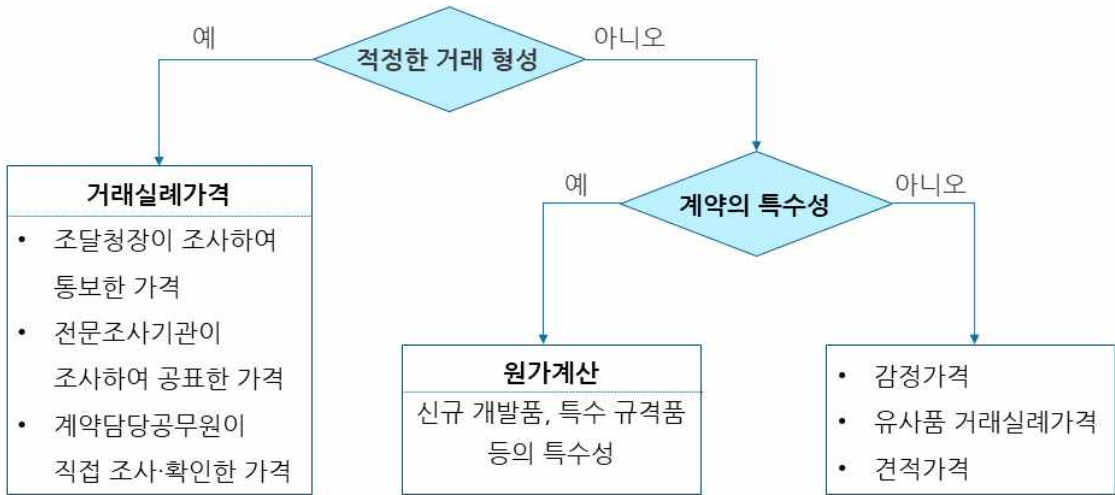 예
적정한 거래 형성
아니오
거래실례가격
• 조달청장이 조사하여
통보한 가격
• 전문조사기관이
조사하여 공표한 가격
• 계약담당공무원이
직접 조사·확인한 가격
예
계약의 특수성
아니오
원가계산
신규 개발품, 특수 규격품
등의 특수성
• 감정가격
• 유사품 거래실례가격
• 견적가격